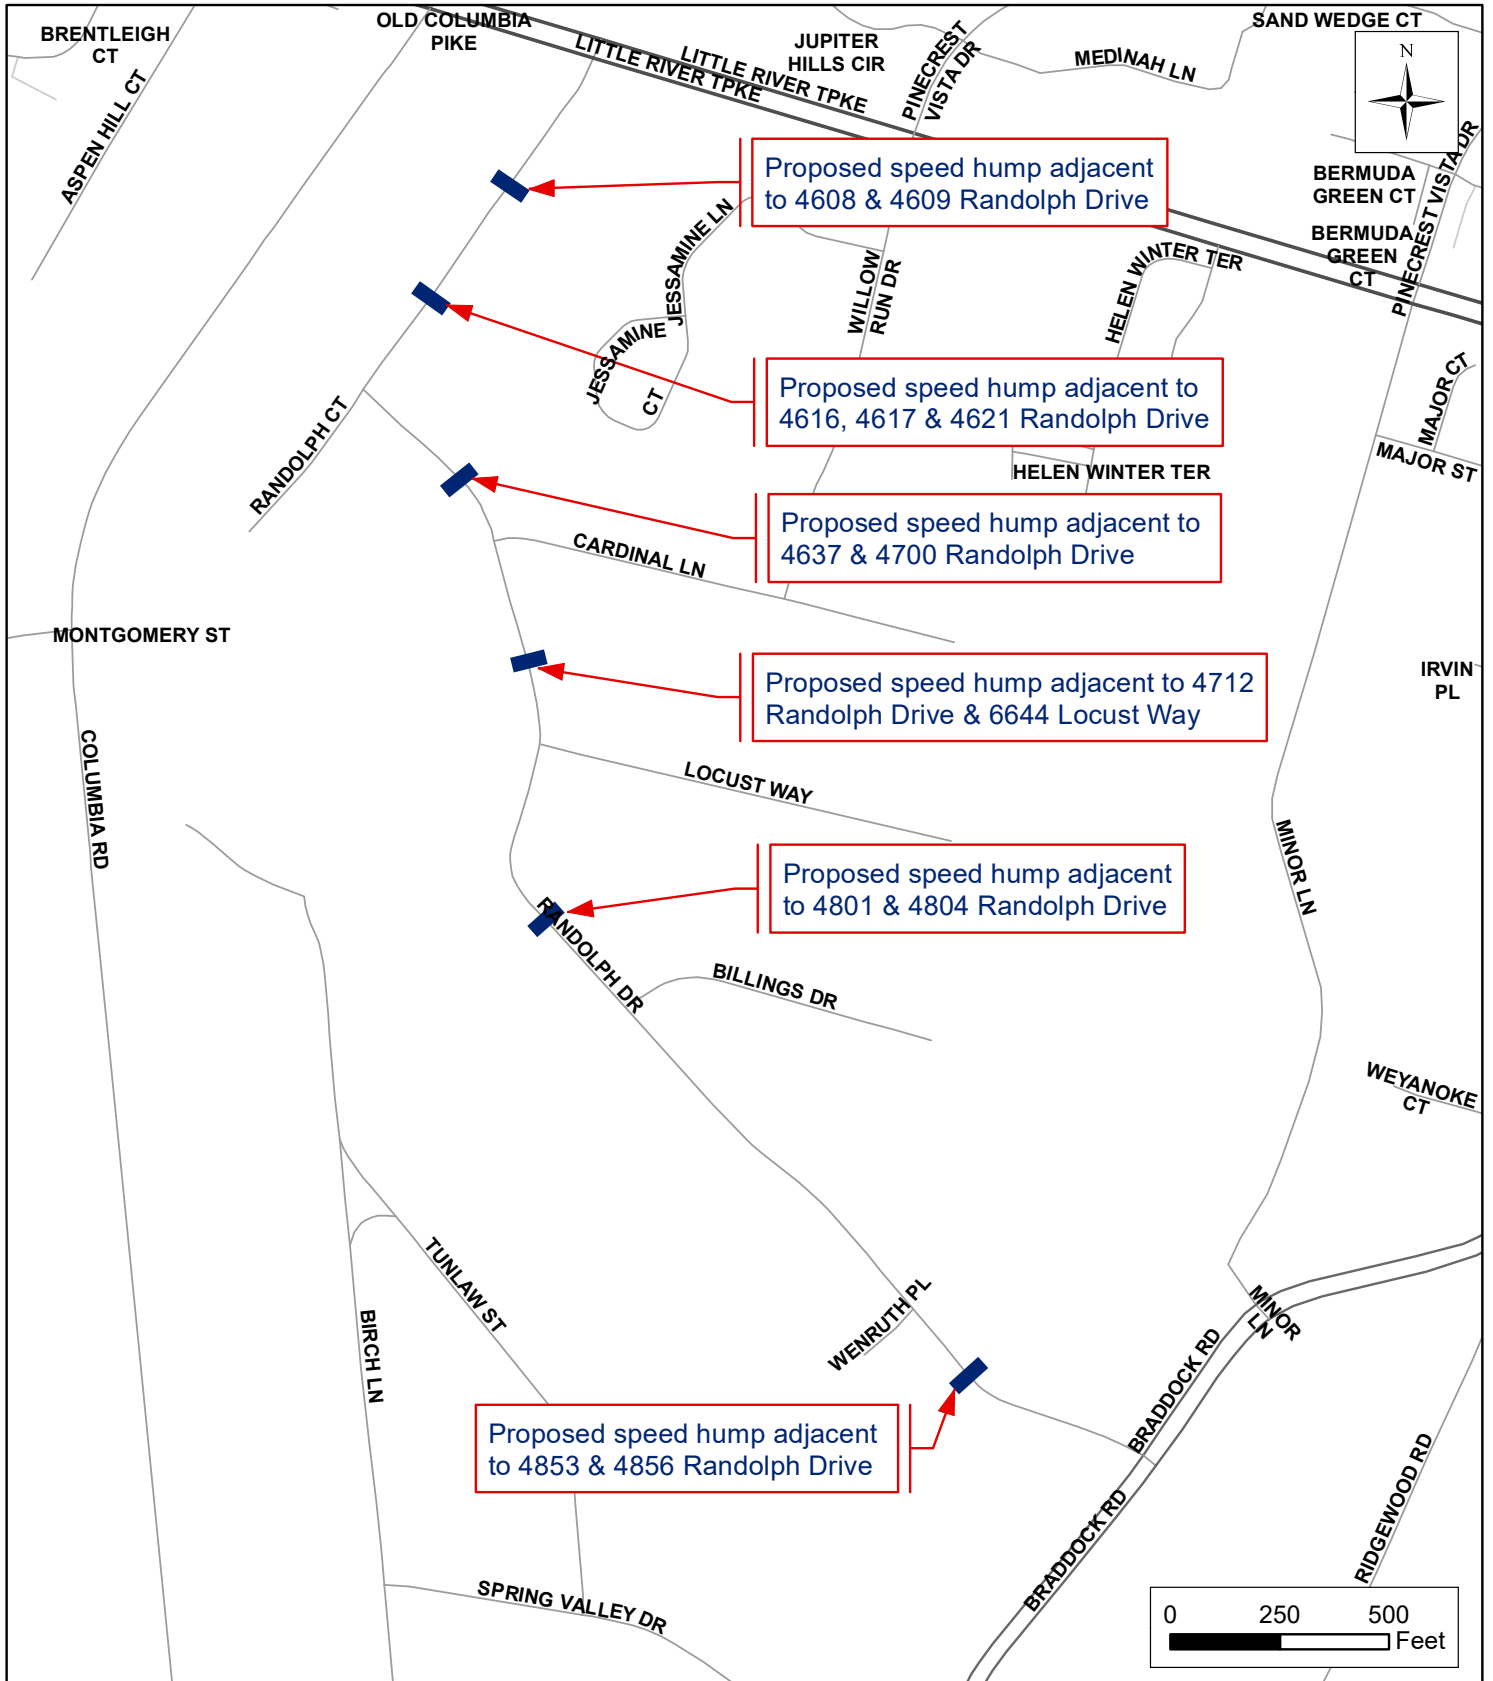 BRENTLEIGH
CT
OLD COLUMBIA
PIKE
SAND WEDGE CT
JUPITER
HILLS CIR
PINECREST
VISTA DR
MEDINAH LN
N
LITTLE RIVER TPKE
LITTLE RIVER TPKE
ASPEN HILL CT
Proposed speed hump adjacent
to 4608 & 4609 Randolph Drive
BERMUDA
GREEN CT
PINECREST VISTA DR
BERMUDA
GREEN
CT
JESSAMINE LN
WILLOW
RUN DR
HELEN WINTER TER
JESSAMINE
CT
Proposed speed hump adjacent to
4616, 4617 & 4621 Randolph Drive
MAJOR CT
MAJOR ST
RANDOLPH CT
HELEN WINTER TER
Proposed speed hump adjacent to
4637 & 4700 Randolph Drive
CARDINAL LN
MONTGOMERY ST
Proposed speed hump adjacent to 4712
Randolph Drive & 6644 Locust Way
IRVIN
PL
COLUMBIA RD
LOCUST WAY
MINOR LN
Proposed speed hump adjacent
to 4801 & 4804 Randolph Drive
RANDOLPH DR
BILLINGS DR
WEYANOKE
CT
TUNLAW ST
BIRCH LN
WENRUTH PL
MINOR
LN
BRADDOCK RD
Proposed speed hump adjacent
to 4853 & 4856 Randolph Drive
BRADDOCK RD
RIDGEWOOD RD
SPRING VALLEY DR
0 250 500
Feet